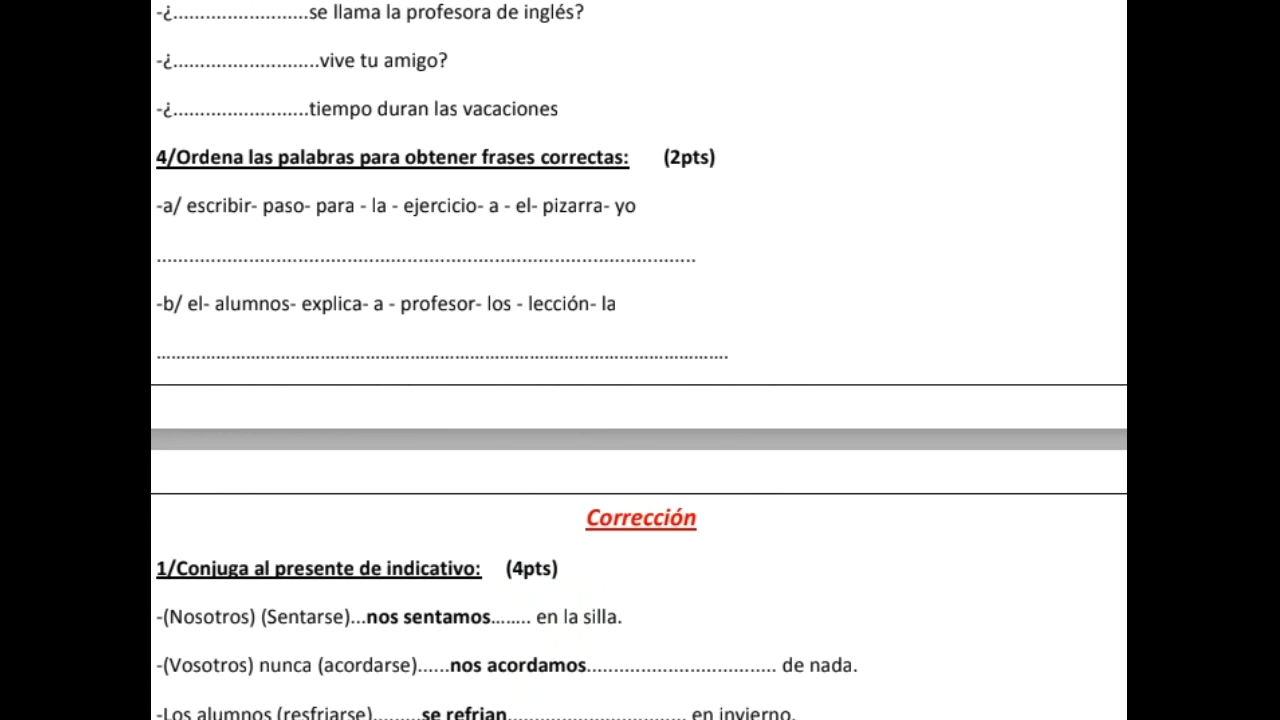 -¿.........................se llama la profesora de inglés?
-¿...........................vive tu amigo?
-¿.........................tiempo duran las vacaciones
4/Ordena las palabras para obtener frases correctas: (2pts)
-a/ escribir- paso- para - la - ejercicio- a - el- pizarra- yo
....................................................................................................
-b/ el- alumnos- explica- a - profesor- los - lección- la
..........................................................................................................
Corrección
1/Conjuga al presente de indicativo: (4pts)
-(Nosotros) (Sentarse)...nos sentamos........ en la silla.
-(Vosotros) nunca (acordarse)......nos acordamos................................... de nada.
-Los alumnos (resfriarse).........se refrian................................. en invierno.